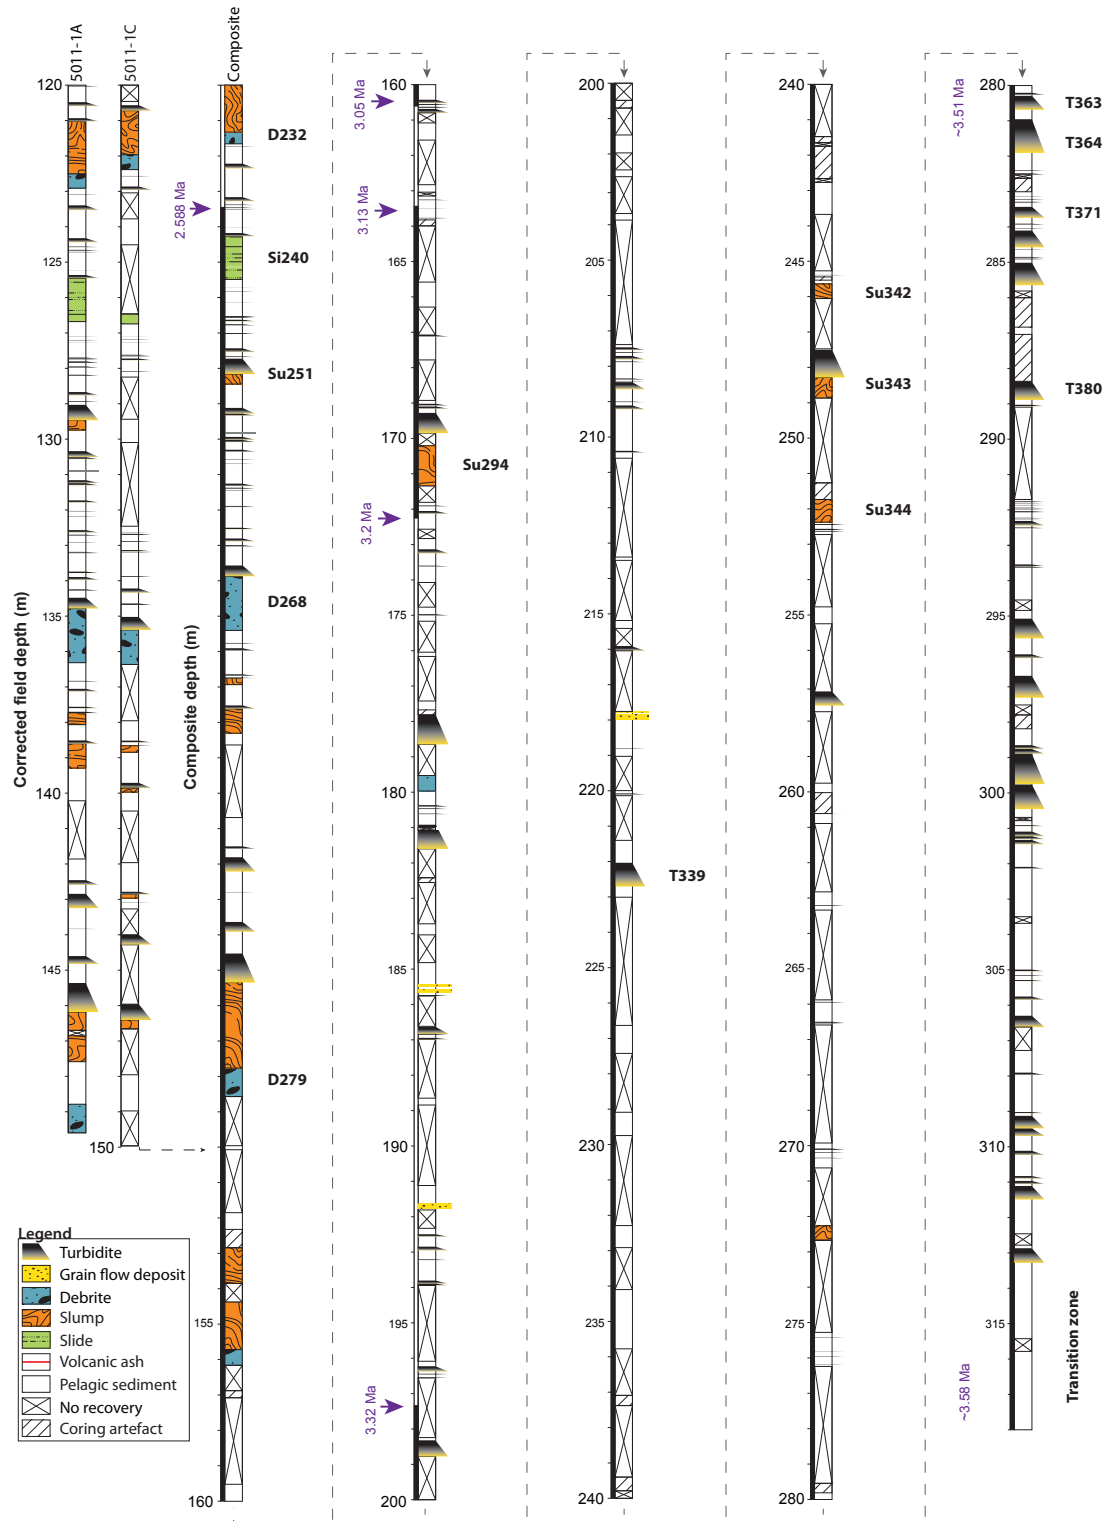 5011-1A
5011-1C
Composite
Corrected field depth (m)
120
125
130
135
140
145
150
Composite depth (m)
2.588 Ma
D232
Si240
Su251
D268
D279
155
160
Legend
Turbidite
Grain flow deposit
Debrite
Slump
Slide
Volcanic ash
Pelagic sediment
No recovery
Coring artefact
160
165
170
175
180
185
190
195
200
3.05 Ma
3.13 Ma
3.2 Ma
3.32 Ma
Su294
200
205
210
215
220
225
230
235
240
T339
240
245
250
255
260
265
270
275
280
Su342
Su343
Su344
280
285
290
295
300
305
310
315
~3.51 Ma
~3.58 Ma
T363
T364
T371
T380
Transition zone